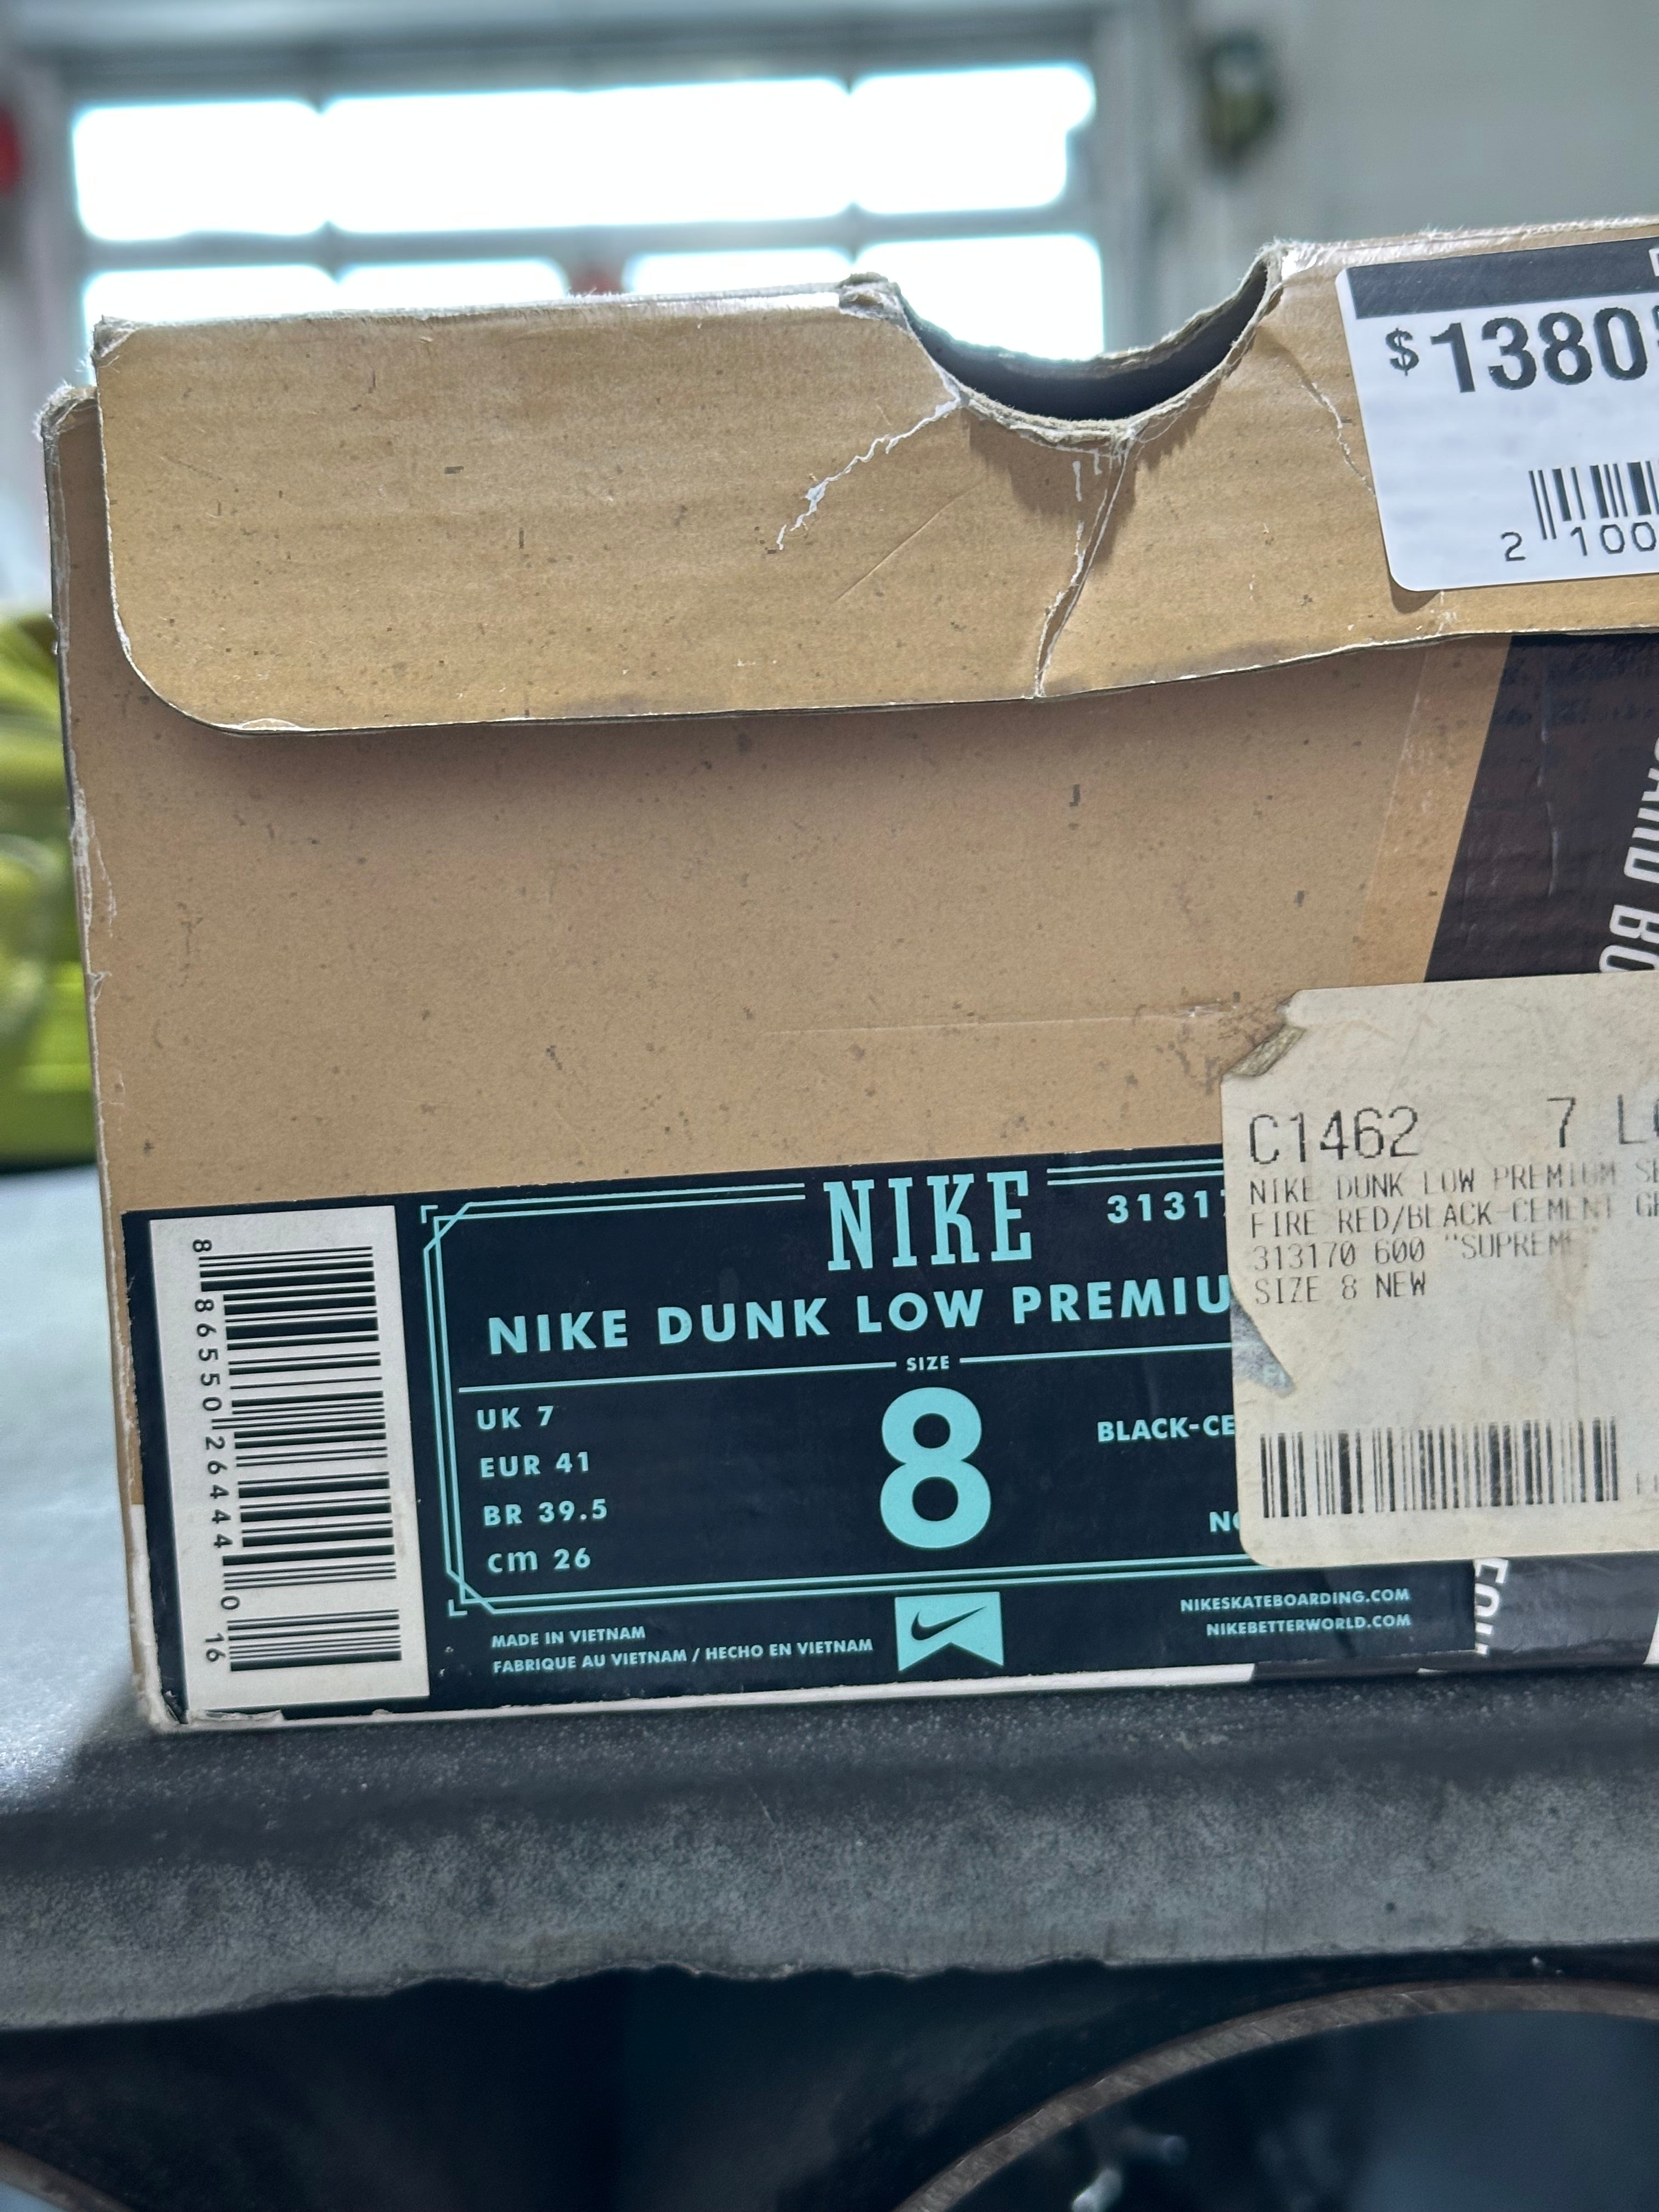 $1380
2 100
C1462 7
NIKE DUNK LOW PREMIUM
FIRE RED/BLACK-CEMENT
313170 600 "SUPREME"
SIZE 8 NEW
NIKE
3131
NIKE DUNK LOW PREMIU
SIZE
8
UK 7
EUR 41
BR 39.5
cm 26
BLACK-CE
MADE IN VIETNAM
FABRIQUE AU VIETNAM / HECHO EN VIETNAM
NIKESKATEBOARDING.COM
NIKEBETTERWORLD.COM
8 86550 26444 0 16